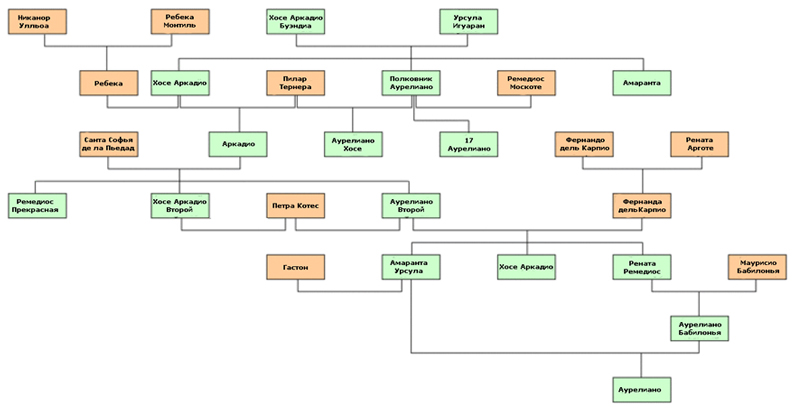 Никанор
Улльоа
Ребека
Монтиль
Хосе Аркадио
Буэндиа
Урсула
Игуаран
Ребека
Хосе Аркадио
Пилар
Тернера
Полковник
Аурелиано
Ремедиос
Москоте
Амаранта
Санта Софья
де ла Пьедад
Аркадио
Аурелиано
Хосе
17
Аурелиано
Фернандо
дель Карпио
Рената
Арготе
Ремедиос
Прекрасная
Хосе Аркадио
Второй
Петра Котес
Аурелиано
Второй
Фернанда
дельКарпио
Гастон
Амаранта
Урсула
Хосе Аркадио
Рената
Ремедиос
Маурисио
Бабилонья
Аурелиано
Бабилонья
Аурелиано